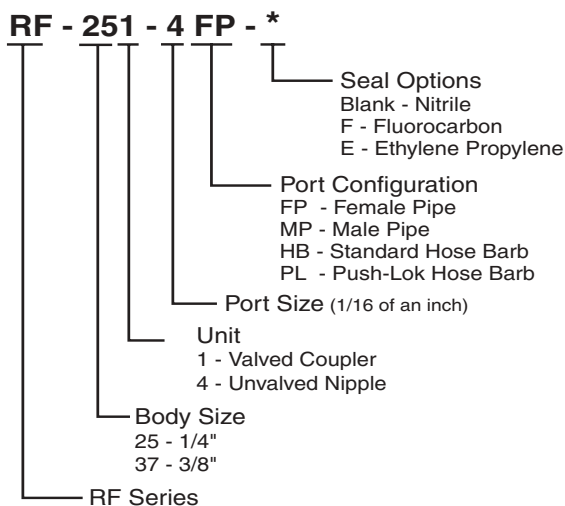 RF - 251 - 4 FP - *
Seal Options
Blank - Nitrile
F - Fluorocarbon
E - Ethylene Propylene
Port Configuration
FP - Female Pipe
MP - Male Pipe
HB - Standard Hose Barb
PL - Push-Lok Hose Barb
Port Size (1/16 of an inch)
Unit
1 - Valved Coupler
4 - Unvalved Nipple
Body Size
25 - 1/4"
37 - 3/8"
RF Series